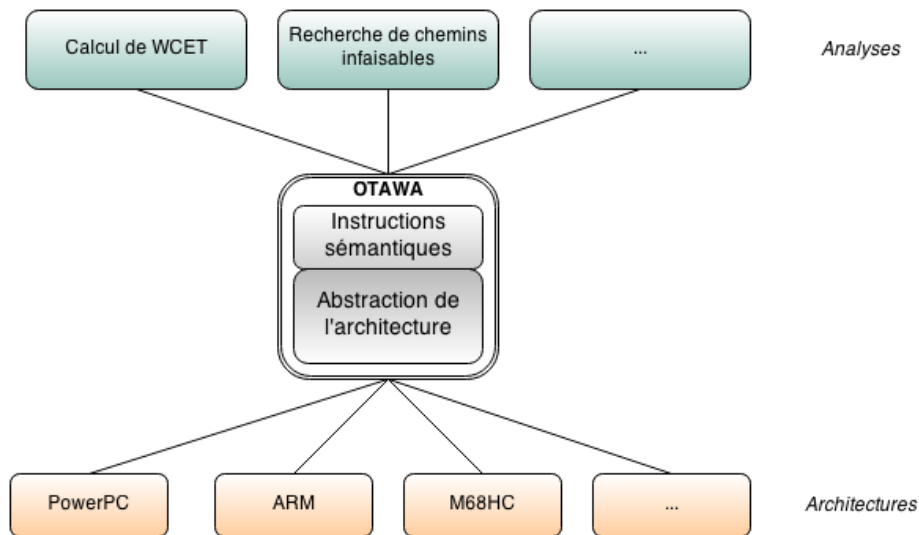 Calcul de WCET
Recherche de chemins
infaisables
...
Analyses
OTAWA
Instructions
sémantiques
Abstraction de
l'architecture
PowerPC
ARM
M68HC
...
Architectures